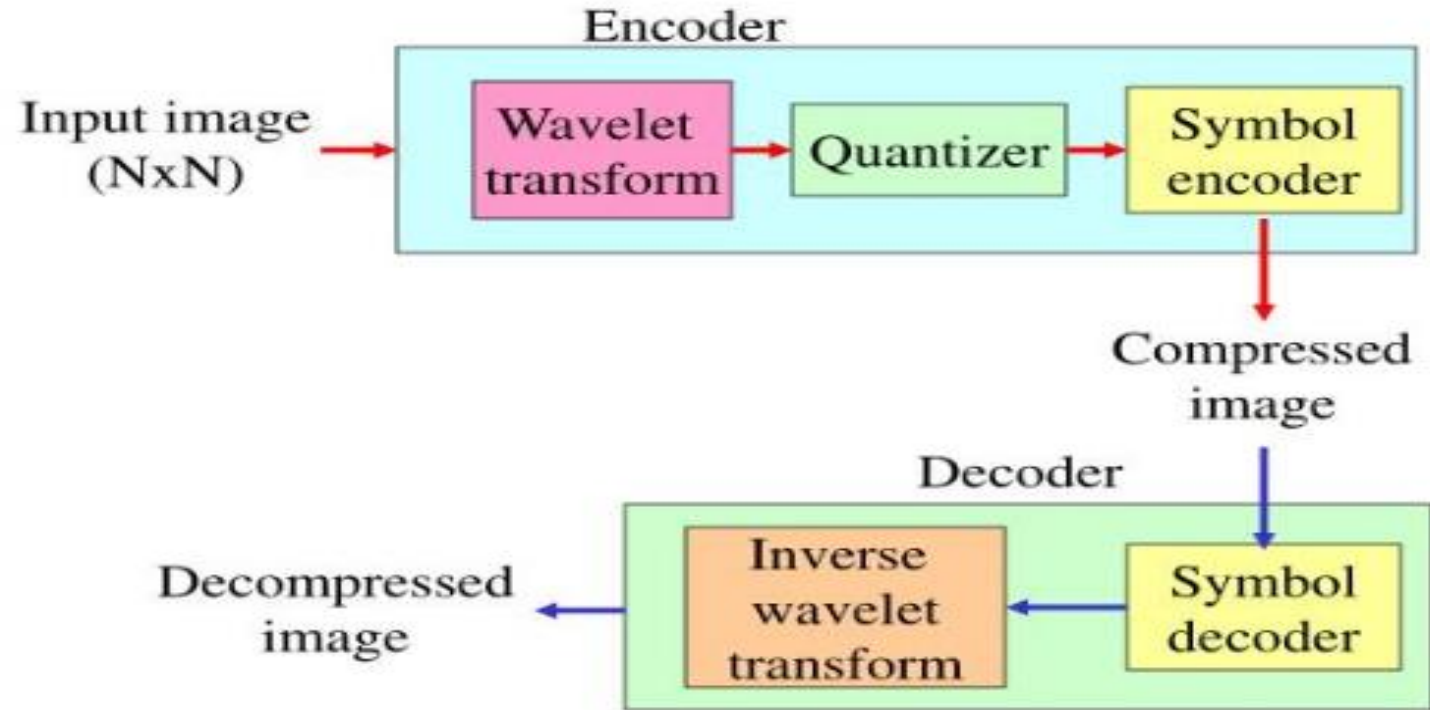 Encoder
Input image
(NxN)
Wavelet
transform
Quantizer
Symbol
encoder
Compressed
image
Decoder
Symbol
decoder
Inverse
wavelet
transform
Decompressed
image